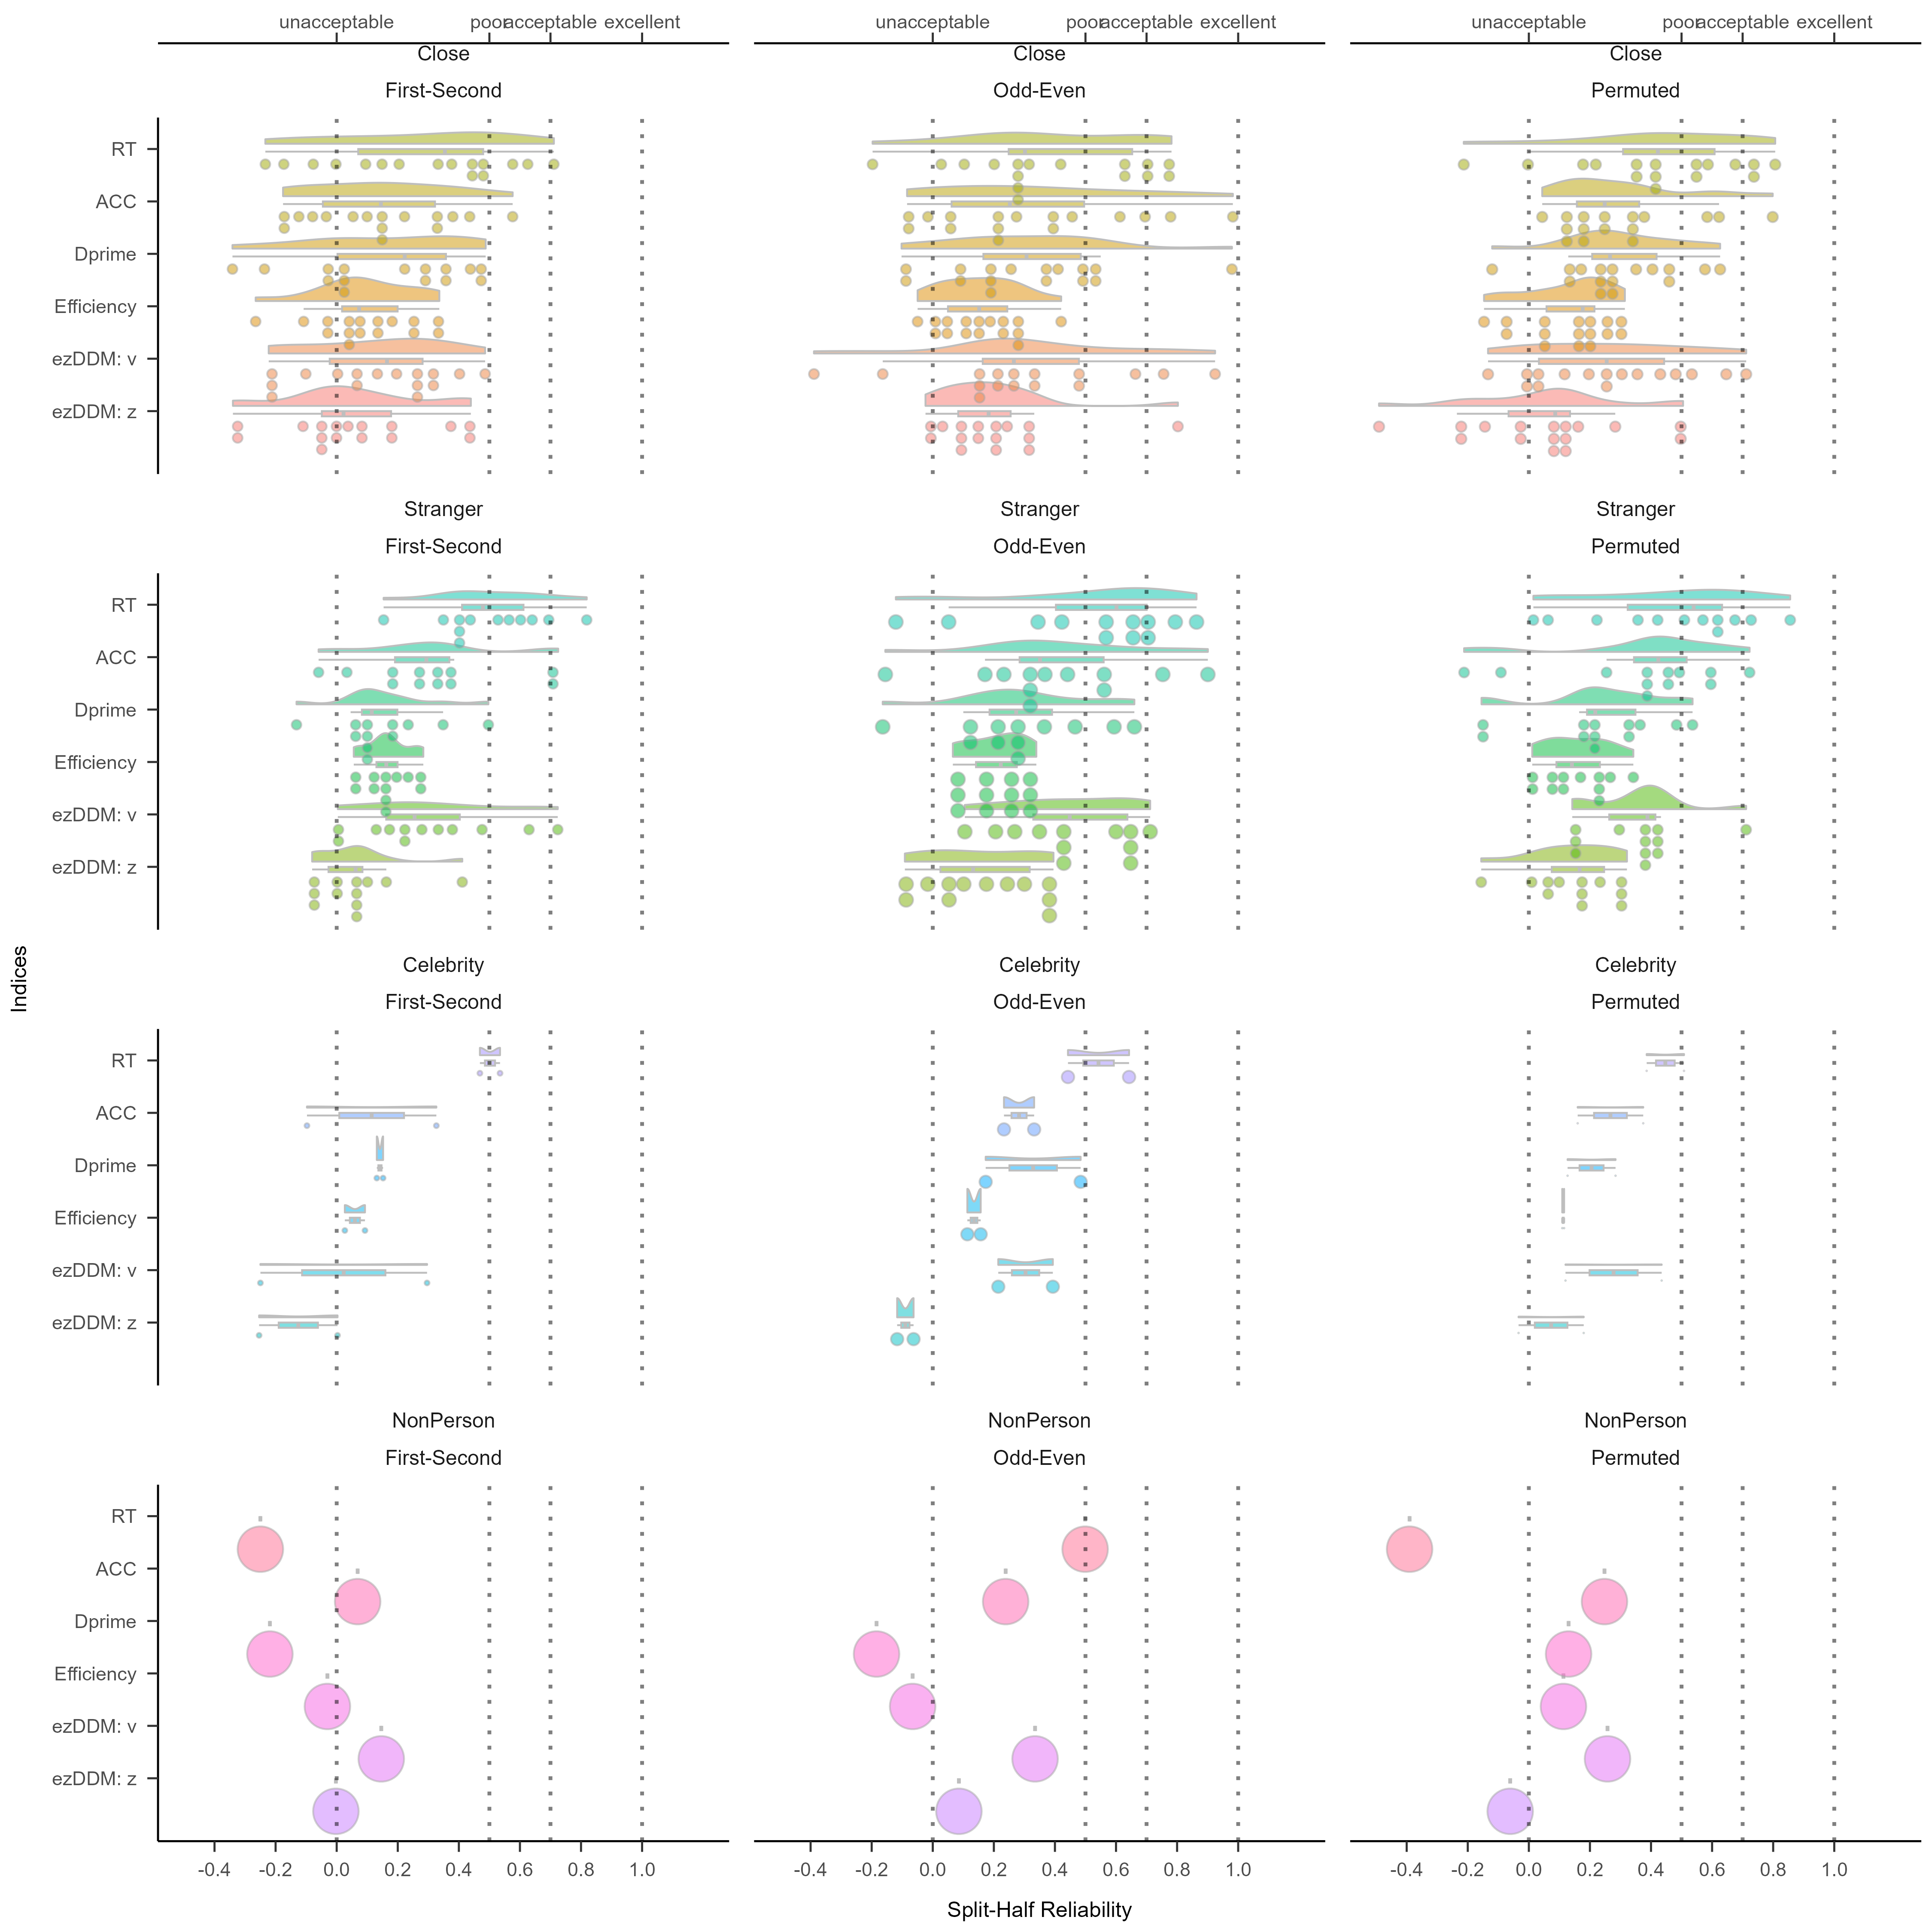 unacceptable poor acceptable excellent unacceptable poor acceptable excellent unacceptable poor acceptable excellent
Close Close Close
First-Second Odd-Even Permuted
RT
ACC
Dprime
Efficiency
ezDDM: v
ezDDM: z
Stranger Stranger Stranger
First-Second Odd-Even Permuted
RT
ACC
Dprime
Efficiency
ezDDM: v
ezDDM: z
Indices
Celebrity Celebrity Celebrity
First-Second Odd-Even Permuted
RT
ACC
Dprime
Efficiency
ezDDM: v
ezDDM: z
NonPerson NonPerson NonPerson
First-Second Odd-Even Permuted
RT
ACC
Dprime
Efficiency
ezDDM: v
ezDDM: z
-0.4 -0.2 0.0 0.2 0.4 0.6 0.8 1.0 -0.4 -0.2 0.0 0.2 0.4 0.6 0.8 1.0 -0.4 -0.2 0.0 0.2 0.4 0.6 0.8 1.0
Split-Half Reliability